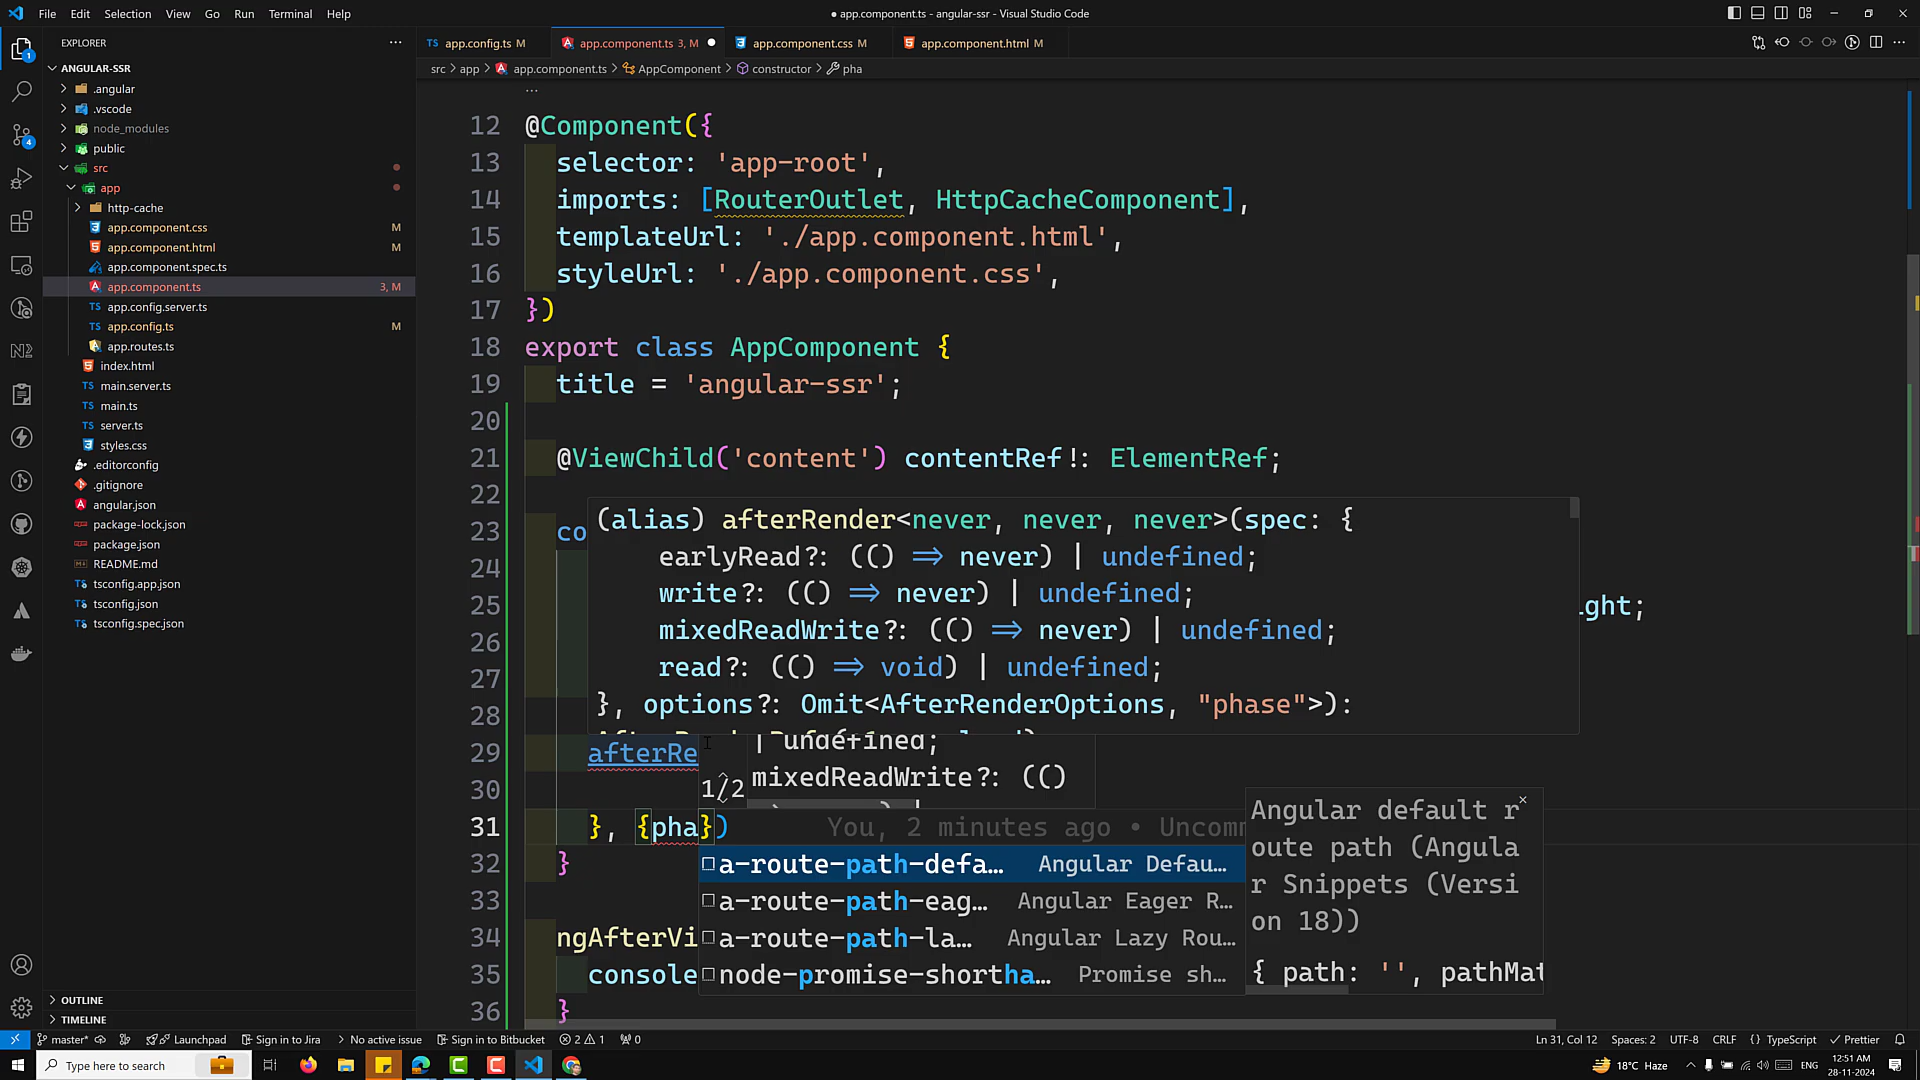 File Edit Selection View Go Run Terminal Help
● app.component.ts - angular-ssr - Visual Studio Code
EXPLORER
ANGULAR-SSR
.angular
.vscode
node_modules
public
src
app
http-cache
app.component.css M
app.component.html M
app.component.spec.ts
app.component.ts 3, M
app.config.server.ts
app.config.ts M
app.routes.ts
index.html
main.server.ts
main.ts
server.ts
styles.css
.editorconfig
.gitignore
angular.json
package-lock.json
package.json
README.md
tsconfig.app.json
tsconfig.json
tsconfig.spec.json
OUTLINE
TIMELINE
app.config.ts M app.component.ts 3, M app.component.css M app.component.html M
src > app > app.component.ts > AppComponent > constructor > pha
12 @Component({
13 selector: 'app-root',
14 imports: [RouterOutlet, HttpCacheComponent],
15 templateUrl: './app.component.html',
16 styleUrl: './app.component.css',
17 })
18 export class AppComponent {
19 title = 'angular-ssr';
20
21 @ViewChild('content') contentRef!: ElementRef;
22
23 co
24
25 ght;
26
27
28
(alias) afterRender<never, never, never>(spec: {
earlyRead?: (() => never) | undefined;
write?: (() => never) | undefined;
mixedReadWrite?: (() => never) | undefined;
read?: (() => void) | undefined;
}, options?: Omit<AfterRenderOptions, "phase">):
| undefined;
mixedReadWrite?: (()
1/2
29 afterRe
30
31 }, {pha}) You, 2 minutes ago • Uncomm
32 }
33
34 ngAfterVi
35 console
36 }
a-route-path-defa… Angular Defau…
a-route-path-eag… Angular Eager R…
a-route-path-la… Angular Lazy Rou…
node-promise-shortha… Promise sh…
Angular default r
oute path (Angula
r Snippets (Versi
on 18))
{ path: '', pathMat
master* Launchpad Sign in to Jira No active issue Sign in to Bitbucket 2 1 0
Ln 31, Col 12 Spaces: 2 UTF-8 CRLF {} TypeScript Prettier
Type here to search
18°C Haze ENG 12:51 AM
28-11-2024